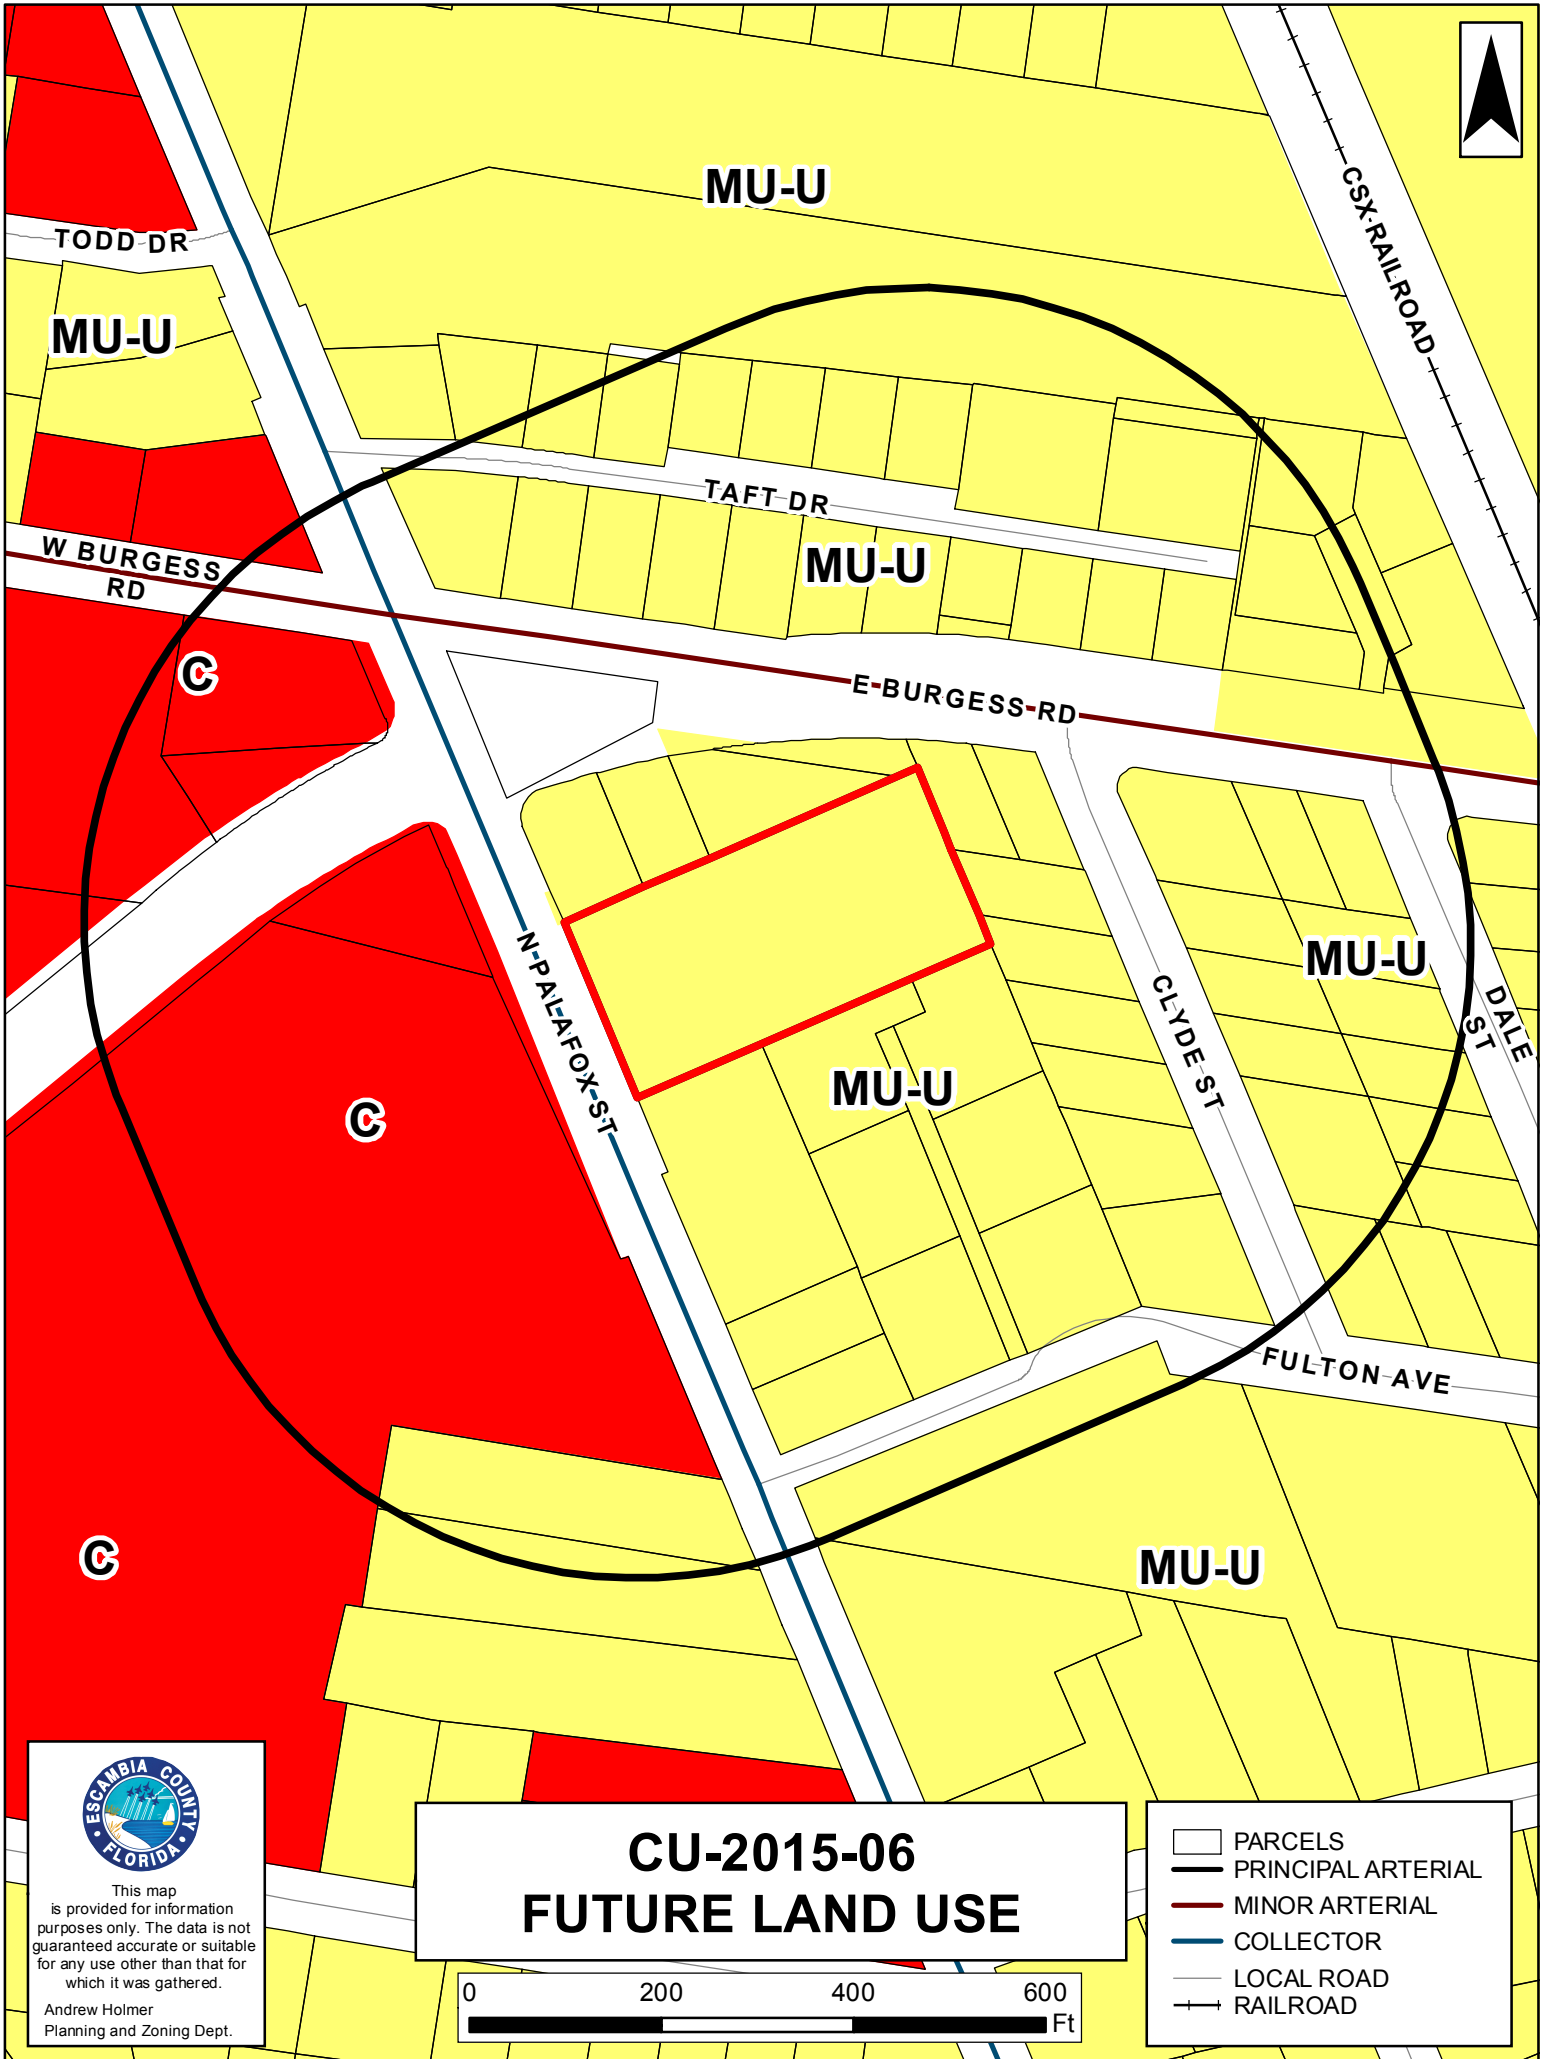 MU-U
CSX RAILROAD
TODD DR
MU-U
TAFT DR
W BURGESS
RD
MU-U
C
E BURGESS RD
N PALAFOX ST
MU-U
CLYDE ST
DALE
ST
MU-U
C
FULTON AVE
C
MU-U
ESCAMBIA COUNTY
FLORIDA
This map
is provided for information
purposes only. The data is not
guaranteed accurate or suitable
for any use other than that for
which it was gathered.
Andrew Holmer
Planning and Zoning Dept.
CU-2015-06
FUTURE LAND USE
0 200 400 600
Ft
PARCELS
PRINCIPAL ARTERIAL
MINOR ARTERIAL
COLLECTOR
LOCAL ROAD
RAILROAD